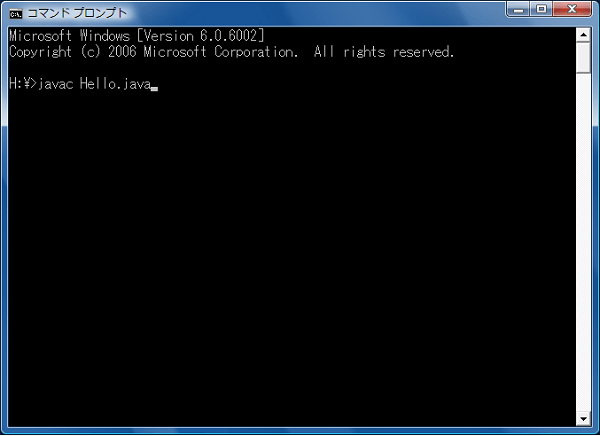 コマンド プロンプト
Microsoft Windows [Version 6.0.6002]
Copyright (c) 2006 Microsoft Corporation.  All rights reserved.
H:¥>javac Hello.java